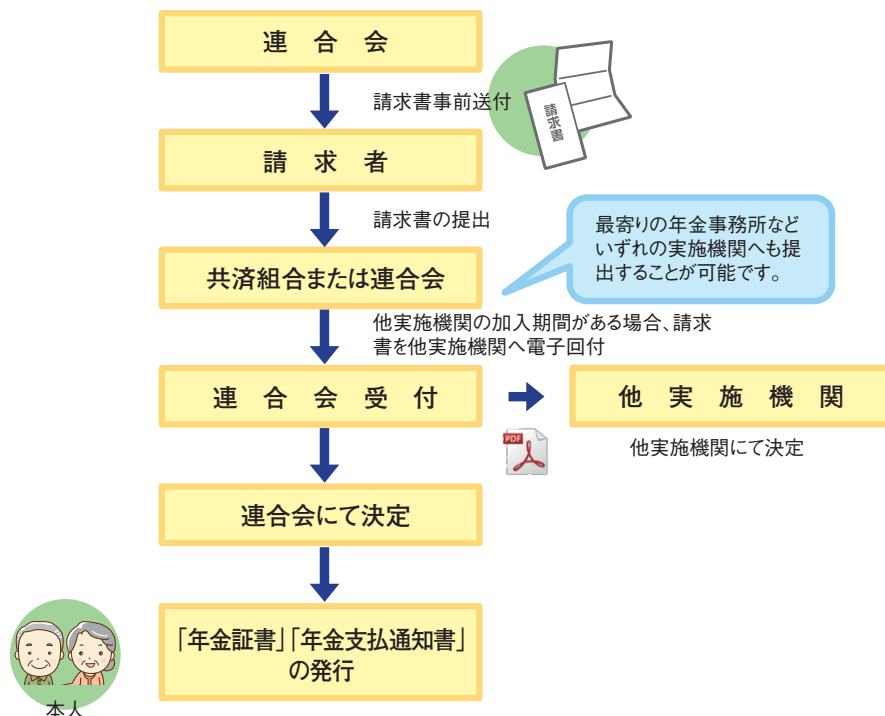 連合会
請求書事前送付
請求書
請求者
請求書の提出
最寄りの年金事務所など
いずれの実施機関へも提
出することが可能です。
共済組合または連合会
他実施機関の加入期間がある場合、請求
書を他実施機関へ電子回付
連合会受付
他実施機関
PDF
他実施機関にて決定
連合会にて決定
「年金証書」「年金支払通知書」
の発行
本人